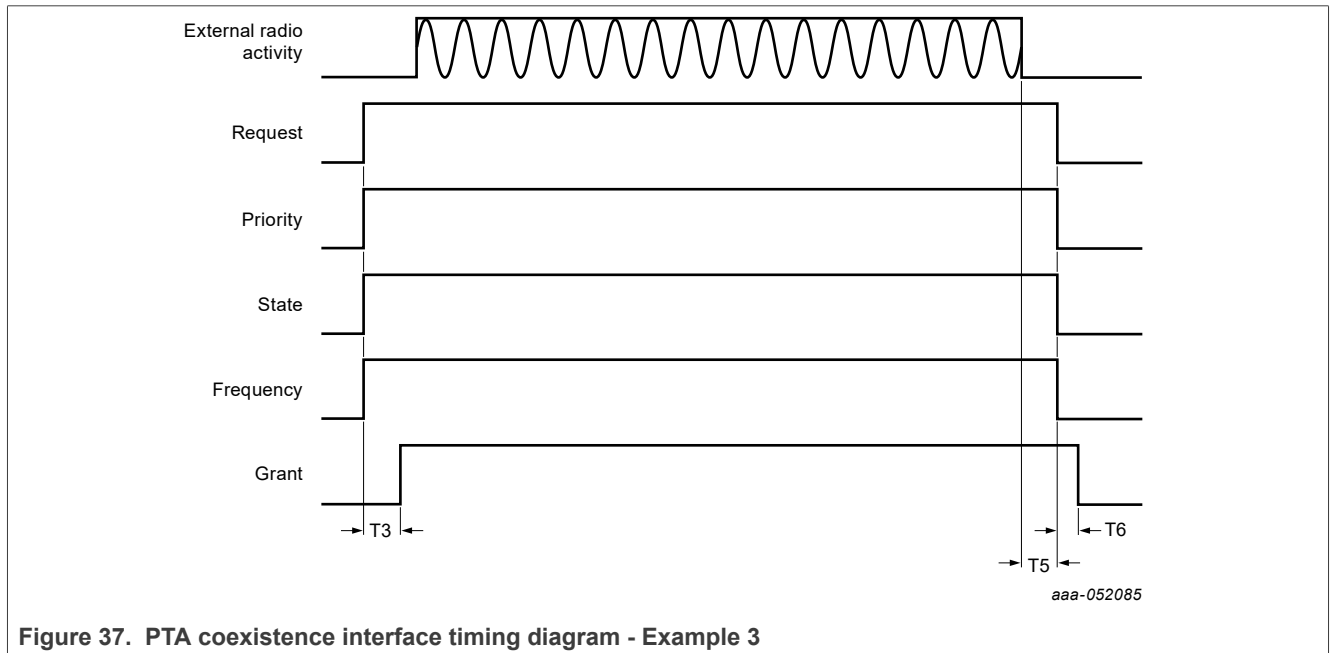 External radio
activity
Request
Priority
State
Frequency
Grant
T3
T6
T5
aaa-052085
Figure 37. PTA coexistence interface timing diagram - Example 3